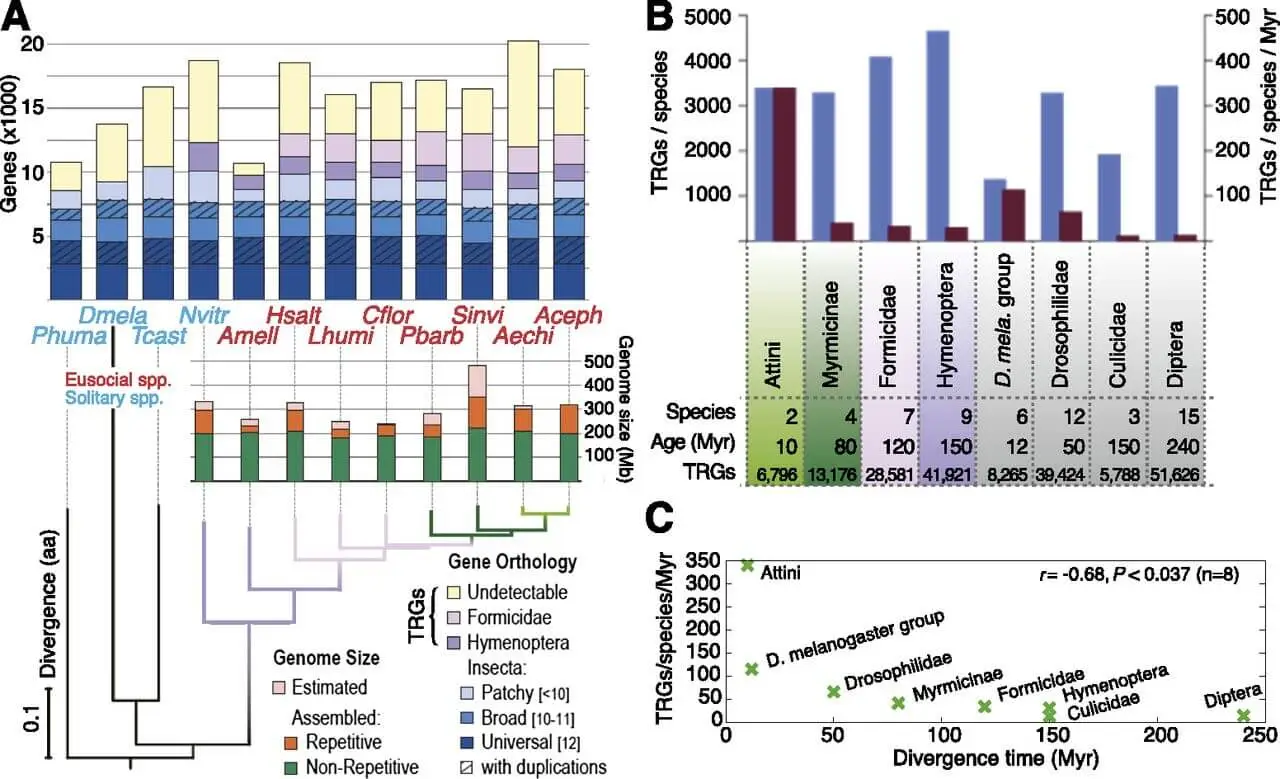 A
Genes (x1000)
20
15
10
5
Dmela
Nvitr
Hsalt
Cflor
Sinvi
Aceph
Phuma
Tcast
Amell
Lhumi
Pbarb
Aechi
Eusocial spp.
Solitary spp.
Genome size (Mb)
500
400
300
200
100
Divergence (aa)
0.1
Genome Size
Estimated
Assembled:
Repetitive
Non-Repetitive
Gene Orthology
TRGs
Undetectable
Formicidae
Hymenoptera
Insecta:
Patchy [<10]
Broad [10-11]
Universal [12]
with duplications
B
TRGs / species
5000
4000
3000
2000
1000
TRGs / species / Myr
500
400
300
200
100
Attini
Myrmicinae
Formicidae
Hymenoptera
D. mela. group
Drosophilidae
Culicidae
Diptera
Species 2 4 7 9 6 12 3 15
Age (Myr) 10 80 120 150 12 50 150 240
TRGs 6,796 13,176 28,581 41,921 8,265 39,424 5,788 51,626
C
TRGs/species/Myr
350
300
250
200
150
100
50
0
r= -0.68, P < 0.037 (n=8)
Attini
D. melanogaster group
Drosophilidae
Myrmicinae
Formicidae
Hymenoptera
Culicidae
Diptera
0 50 100 150 200 250
Divergence time (Myr)